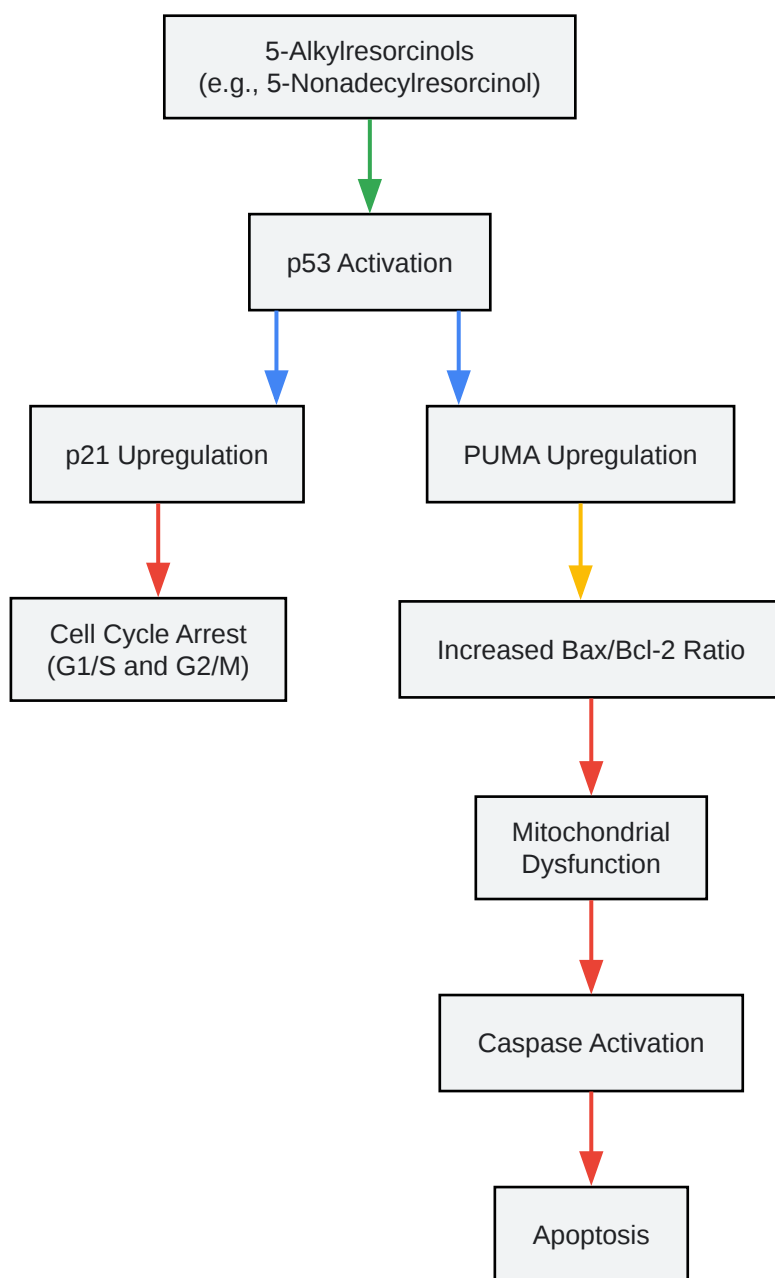 5-Alkylresorcinols
(e.g., 5-Nonadecylresorcinol)
p53 Activation
p21 Upregulation
PUMA Upregulation
Cell Cycle Arrest
(G1/S and G2/M)
Increased Bax/Bcl-2 Ratio
Mitochondrial
Dysfunction
Caspase Activation
Apoptosis